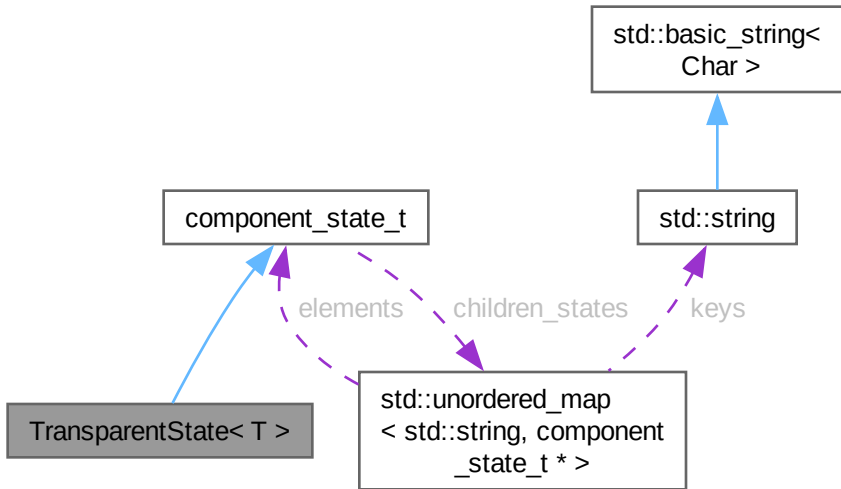 std::basic_string<
Char >
component_state_t
std::string
elements
children_states
keys
TransparentState< T >
std::unordered_map
< std::string, component
_state_t * >